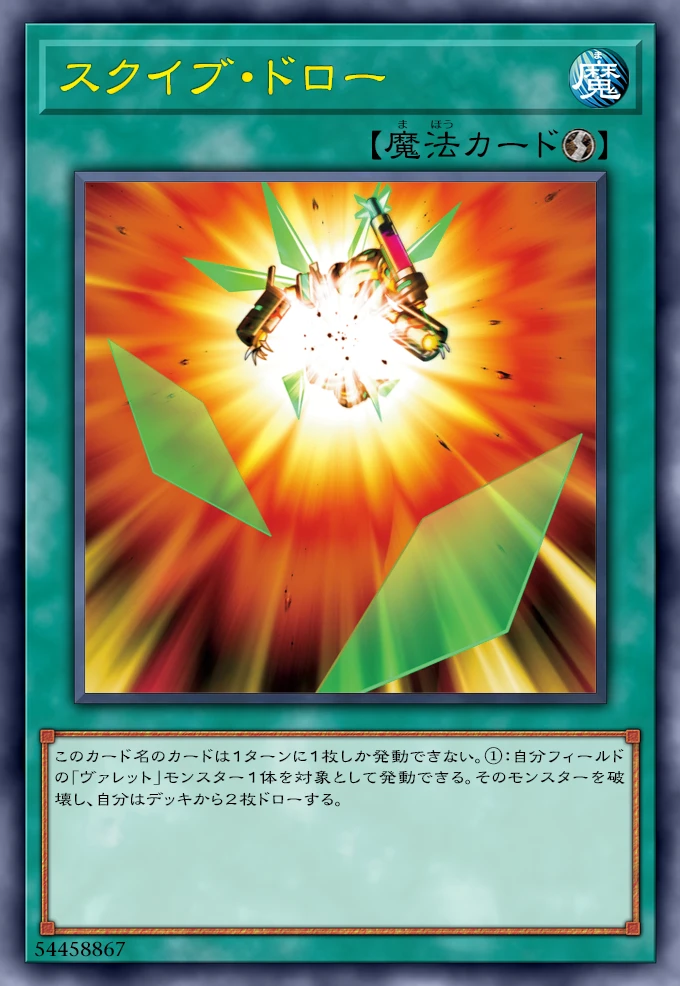 スクイブ・ドロー
魔
ま
【魔法カード】
ま ほう
このカード名のカードは1ターンに1枚しか発動できない。①:自分フィールド
の「ヴァレット」モンスター1体を対象として発動できる。そのモンスターを破
壊し、自分はデッキから2枚ドローする。
54458867